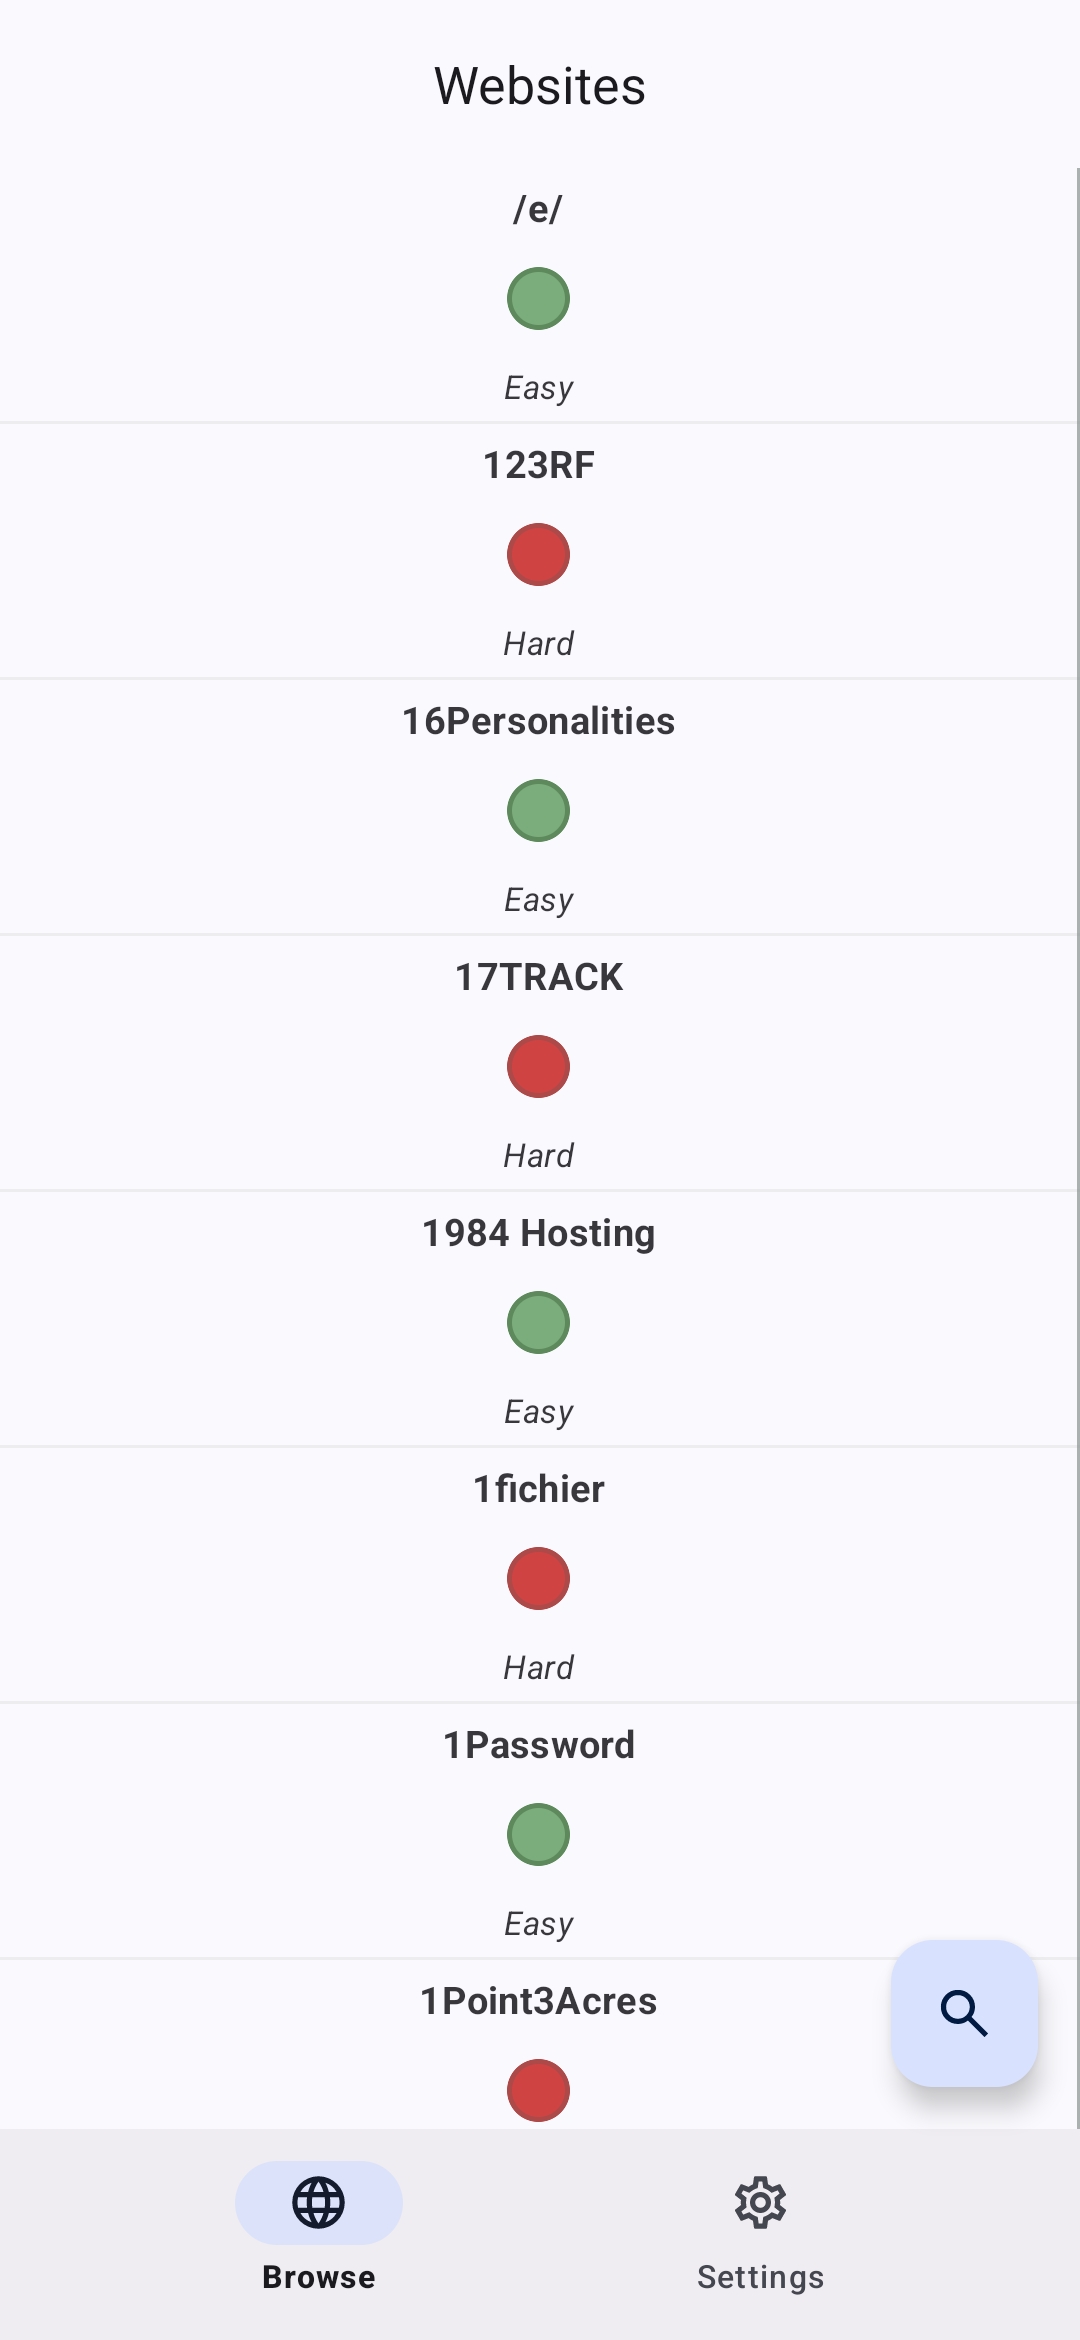 Websites
/e/
Easy
123RF
Hard
16Personalities
Easy
17TRACK
Hard
1984 Hosting
Easy
1fichier
Hard
1Password
Easy
1Point3Acres
Browse
Settings